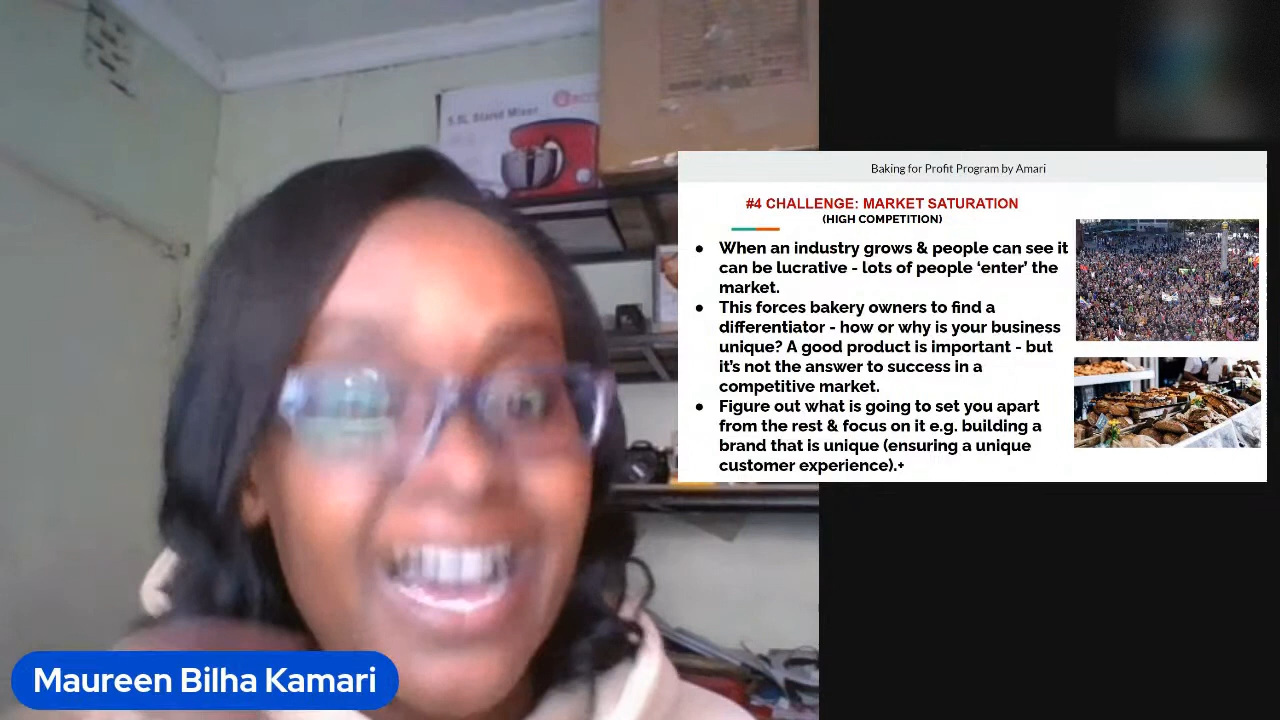 5.5L Stand Mixer
Baking for Profit Program by Amari
#4 CHALLENGE: MARKET SATURATION
(HIGH COMPETITION)
● When an industry grows & people can see it
can be lucrative - lots of people ‘enter’ the
market.
● This forces bakery owners to find a
differentiator - how or why is your business
unique? A good product is important - but
it's not the answer to success in a
competitive market.
● Figure out what is going to set you apart
from the rest & focus on it e.g. building a
brand that is unique (ensuring a unique
customer experience).+
Maureen Bilha Kamari